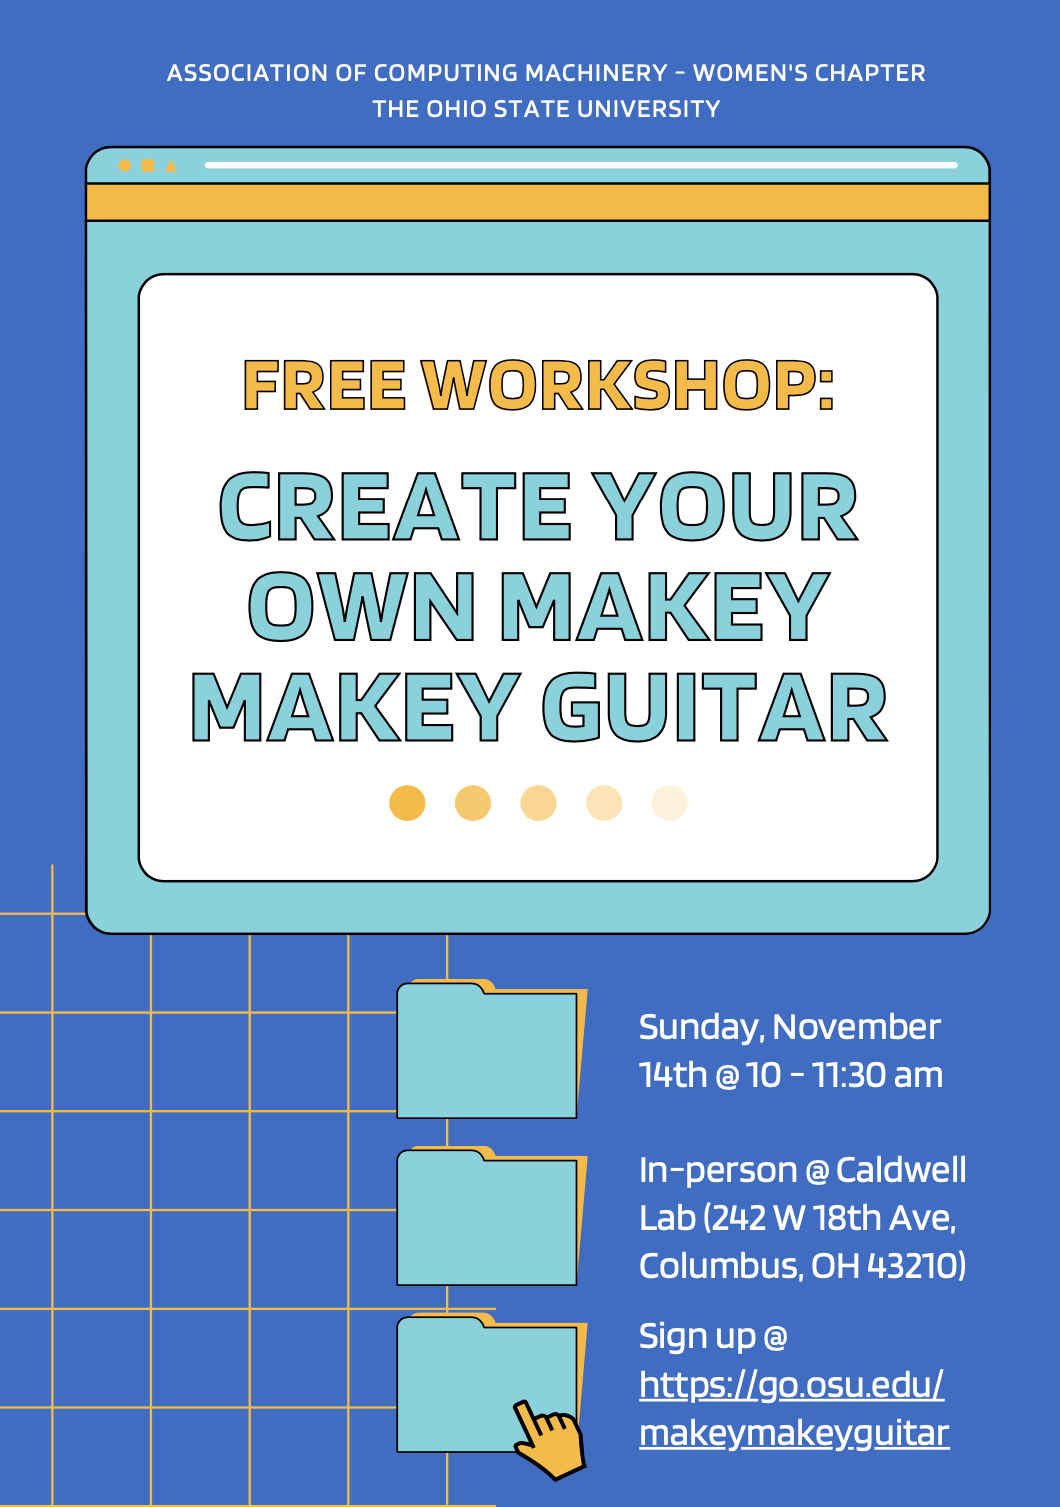 ASSOCIATION OF COMPUTING MACHINERY - WOMEN'S CHAPTER
THE OHIO STATE UNIVERSITY
FREE WORKSHOP:
CREATE YOUR
OWN MAKEY
MAKEY GUITAR
Sunday, November
14th @ 10 - 11:30 am
In-person @ Caldwell
Lab (242 W 18th Ave,
Columbus, OH 43210)
Sign up @
https://go.osu.edu/
makeymakeyguitar